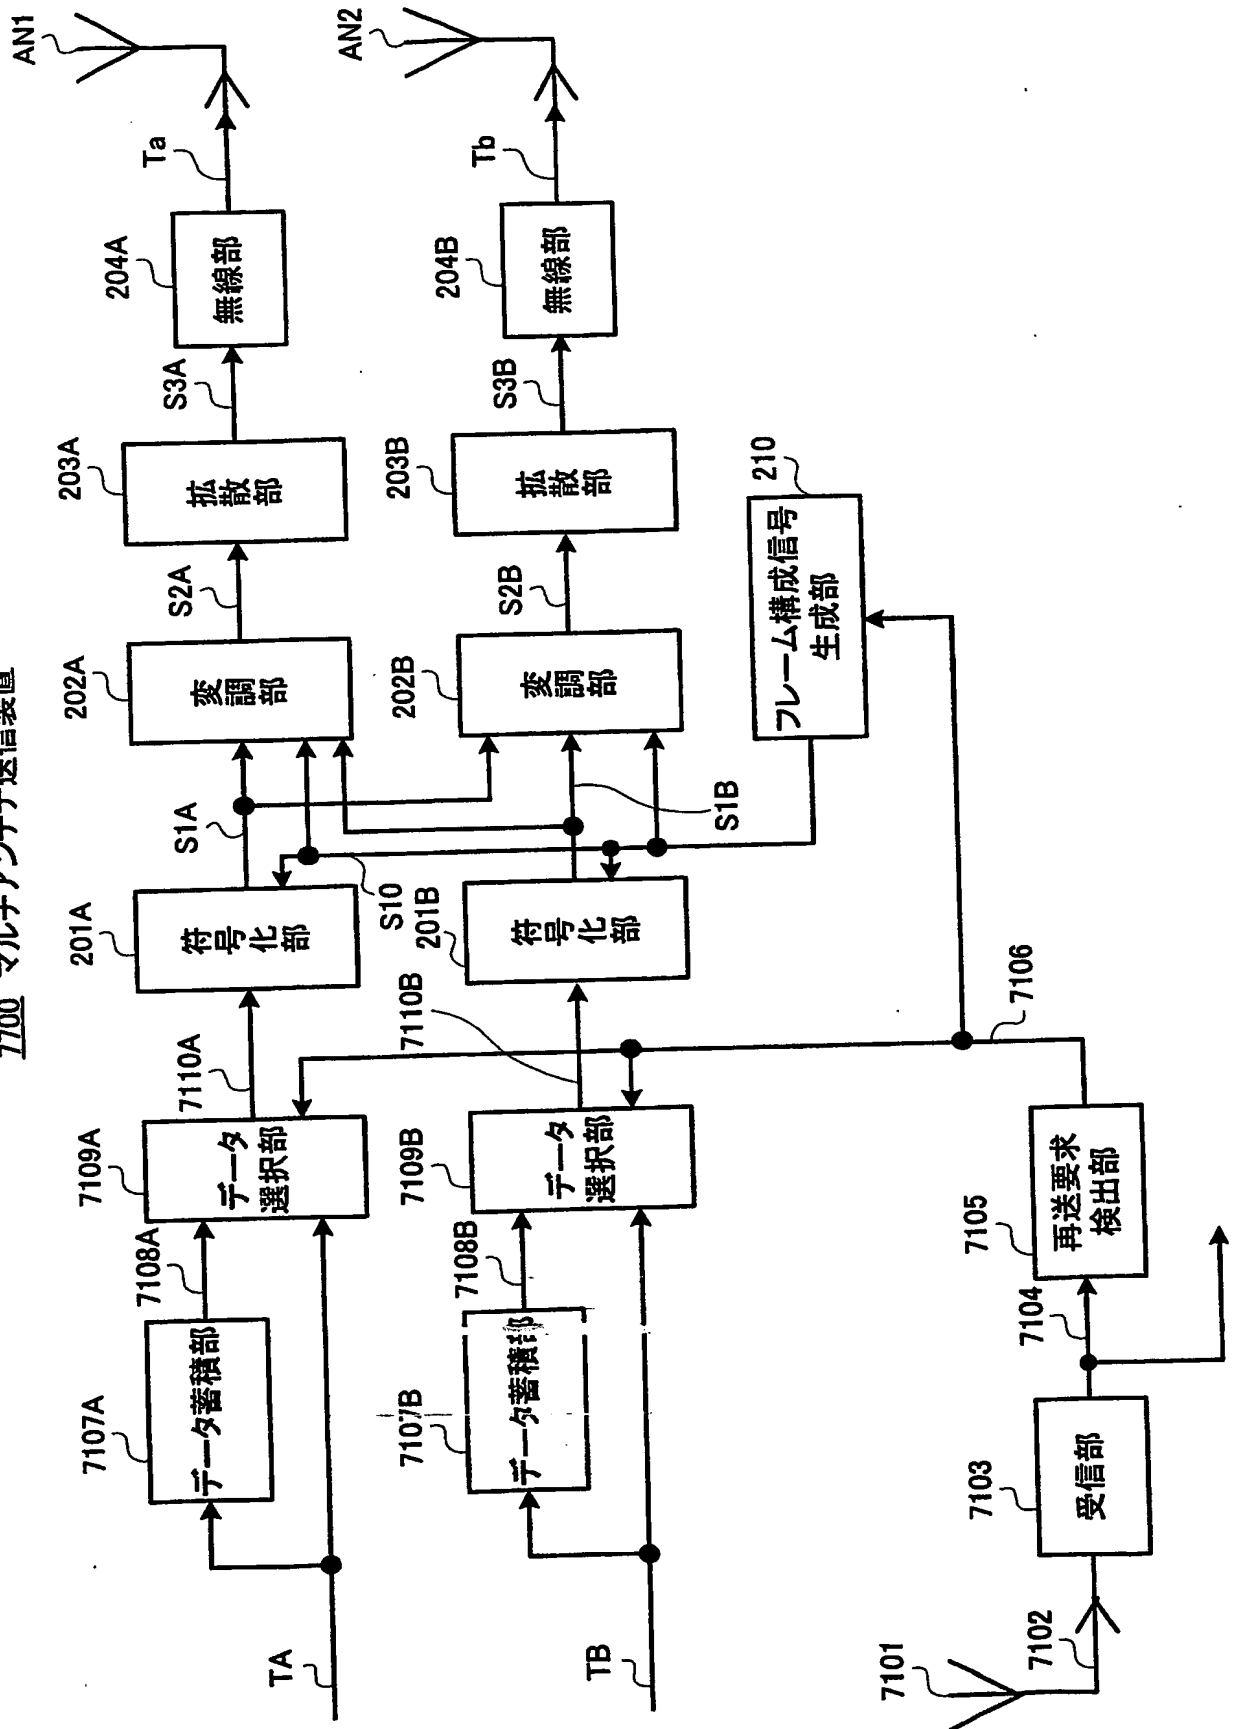 7700 マルチアンテナ送信装置
TA
7107A
データ蓄積部
7108A
7109A
データ
選択部
7110A
201A
符号化部
S1A
202A
変調部
S2A
203A
拡散部
S3A
204A
無線部
Ta
AN1
TB
7107B
データ蓄積部
7108B
7109B
データ
選択部
7110B
201B
符号化部
S10
S1B
202B
変調部
S2B
203B
拡散部
S3B
204B
無線部
Tb
AN2
210
フレーム構成信号
生成部
7101
7102
7103
受信部
7104
7105
再送要求
検出部
7106